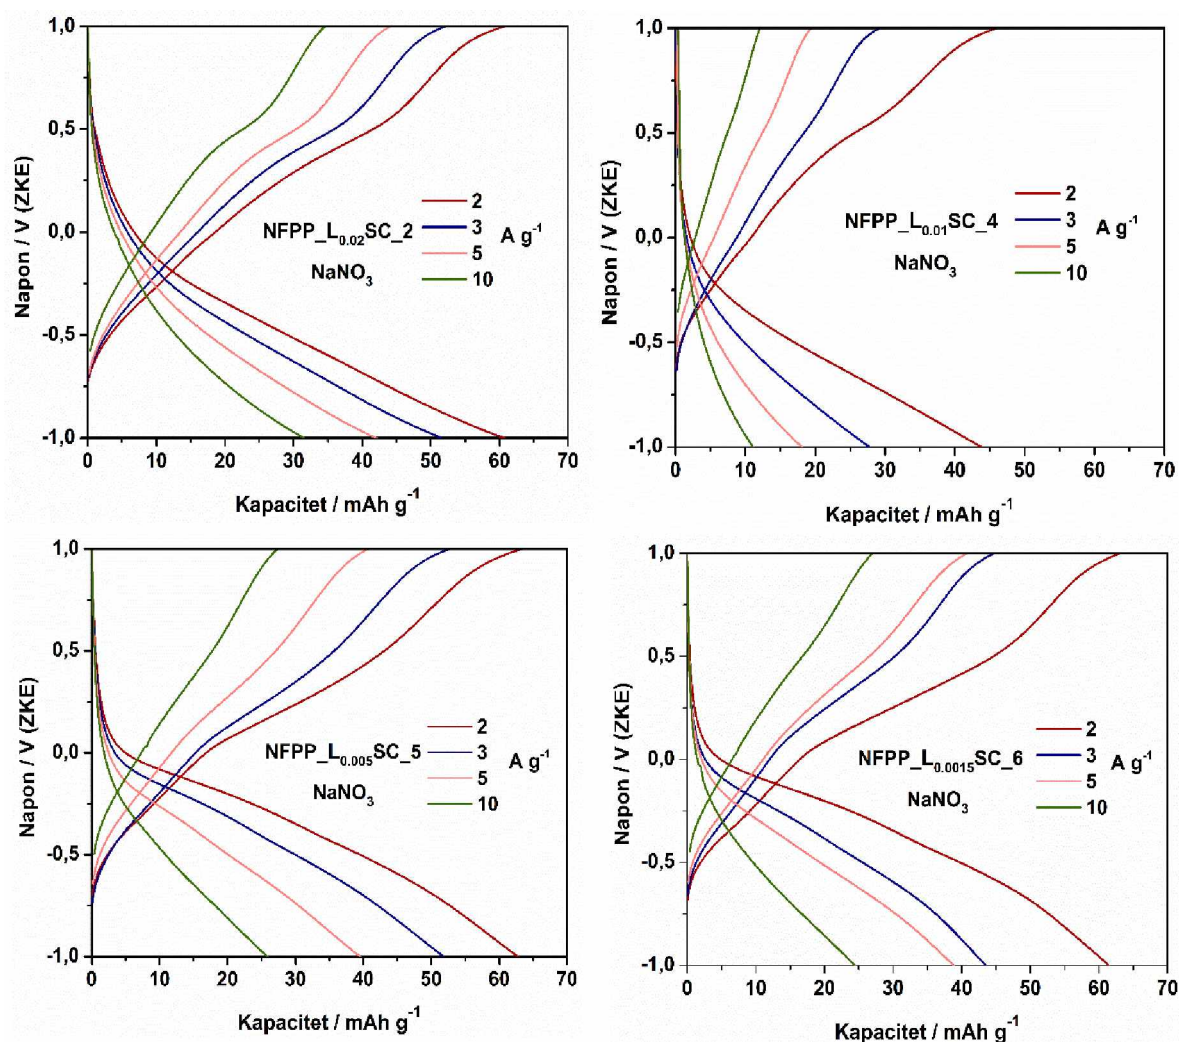 1,0
0,5
0,0
-0,5
-1,0
Napon / V (ZKE)
NFPP_L0.02SC_2
NaNO3
2
3
5
10
A g-1
0 10 20 30 40 50 60 70
Kapacitet / mAh g-1
1,0
0,5
0,0
-0,5
-1,0
Napon / V (ZKE)
NFPP_L0.01SC_4
NaNO3
2
3
5
10
A g-1
0 10 20 30 40 50 60 70
Kapacitet / mAh g-1
1,0
0,5
0,0
-0,5
-1,0
Napon / V (ZKE)
NFPP_L0.005SC_5
NaNO3
2
3
5
10
A g-1
0 10 20 30 40 50 60 70
Kapacitet / mAh g-1
1,0
0,5
0,0
-0,5
-1,0
Napon / V (ZKE)
NFPP_L0.0015SC_6
NaNO3
2
3
5
10
A g-1
0 10 20 30 40 50 60 70
Kapacitet / mAh g-1